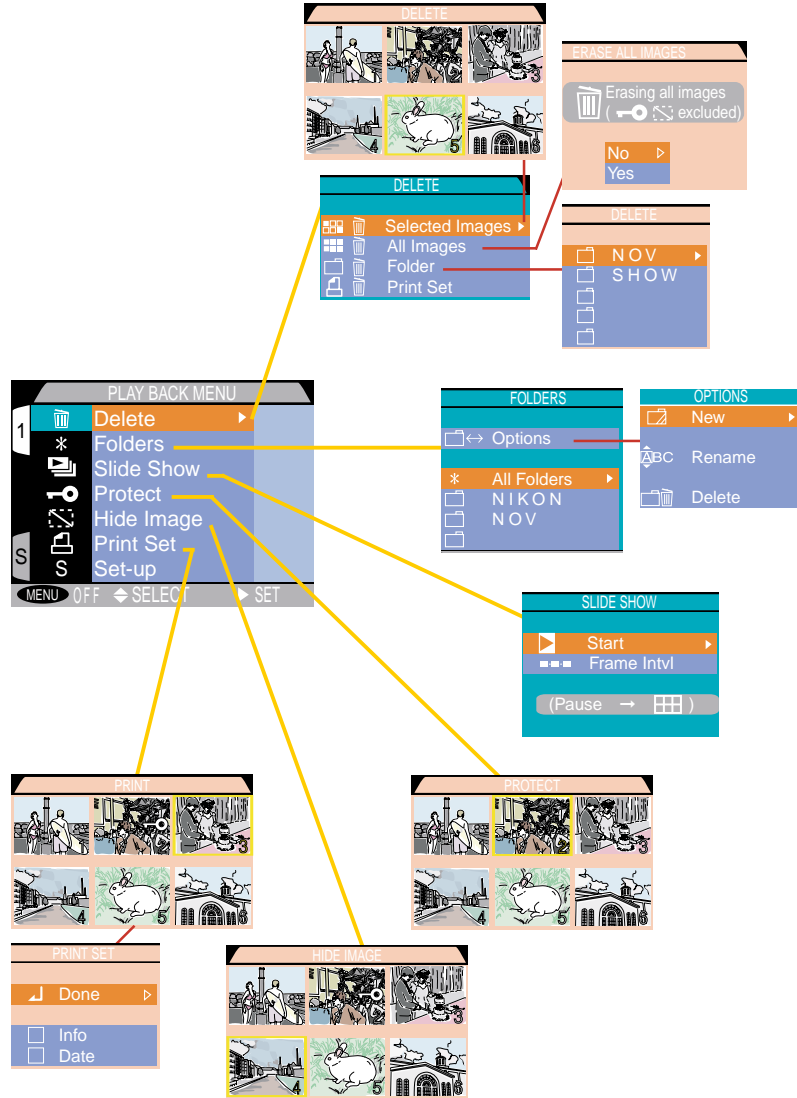 DELETE
3
4
5
6
ERASE ALL IMAGES
Erasing all images
( excluded)
No
Yes
DELETE
Selected Images
All Images
Folder
Print Set
DELETE
NOV
SHOW
PLAY BACK MENU
1
Delete
Folders
Slide Show
Protect
Hide Image
Print Set
S
S Set-up
MENU OFF SELECT SET
FOLDERS
Options
All Folders
NIKON
NOV
OPTIONS
New
ABC Rename
Delete
SLIDE SHOW
Start
Frame Intvl
(Pause → )
PRINT
2
3
4
5
6
PRINT SET
Done
Info
Date
PROTECT
2
3
4
5
6
HIDE IMAGE
2
3
4
5
6